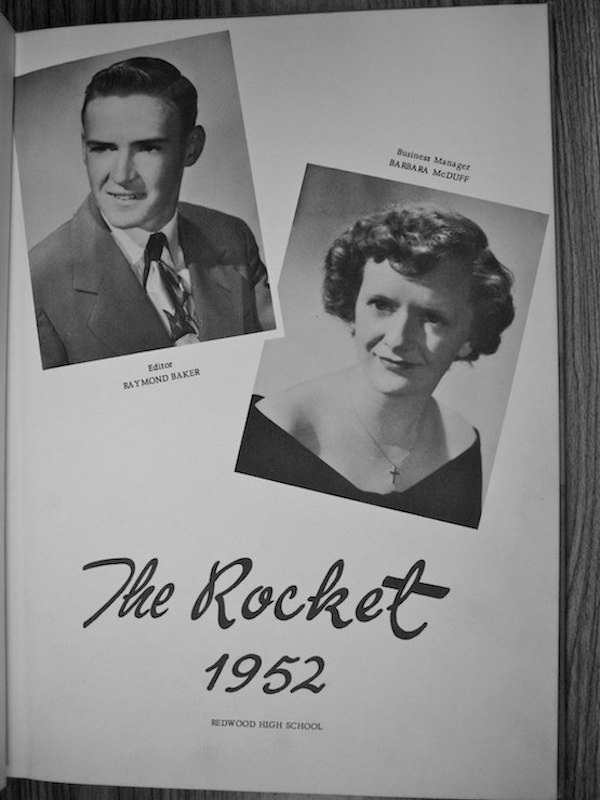 Business Manager
BARBARA McDUFF
Editor
RAYMOND BAKER
The Rocket
1952
REDWOOD HIGH SCHOOL